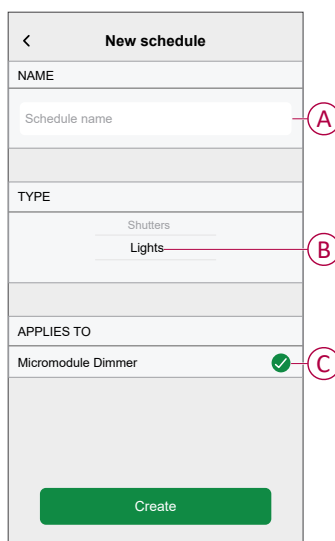 New schedule
NAME
Schedule name
A
TYPE
Shutters
Lights
B
APPLIES TO
Micromodule Dimmer
C
Create